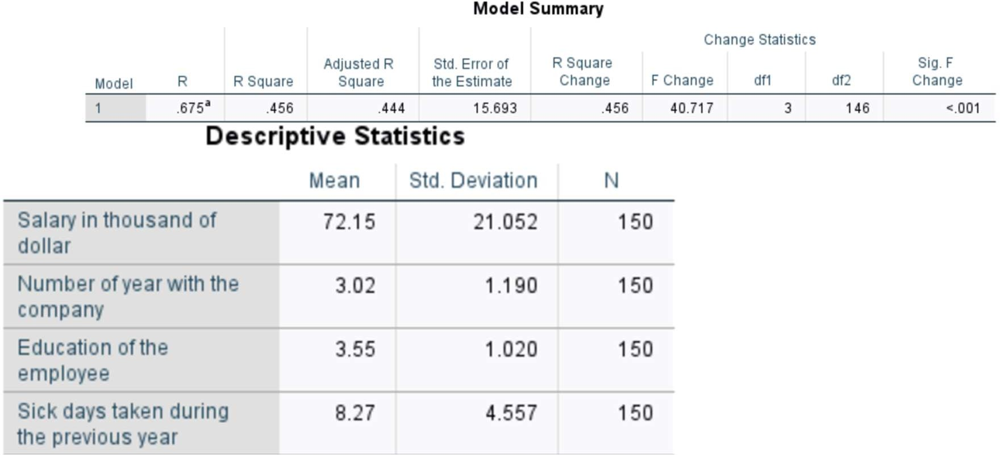 Model Summary
Change Statistics
Model R R Square Adjusted R Square Std. Error of the Estimate R Square Change F Change df1 df2 Sig. F Change
1 .675a .456 .444 15.693 .456 40.717 3 146 <.001
Descriptive Statistics
Mean Std. Deviation N
Salary in thousand of
dollar 72.15 21.052 150
Number of year with the
company 3.02 1.190 150
Education of the
employee 3.55 1.020 150
Sick days taken during
the previous year 8.27 4.557 150